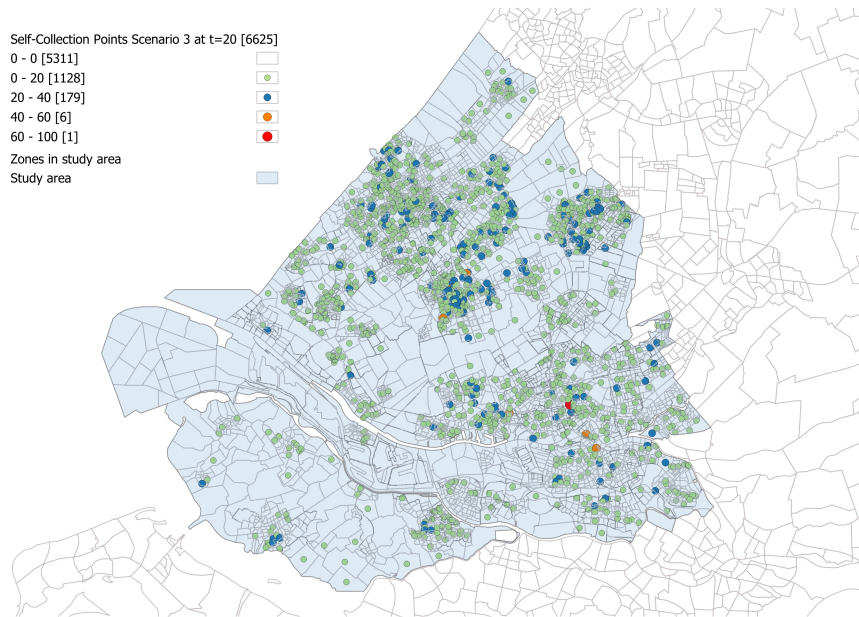 Self-Collection Points Scenario 3 at t=20 [6625]
0 - 0 [5311]
0 - 20 [1128]
20 - 40 [179]
40 - 60 [6]
60 - 100 [1]
Zones in study area
Study area